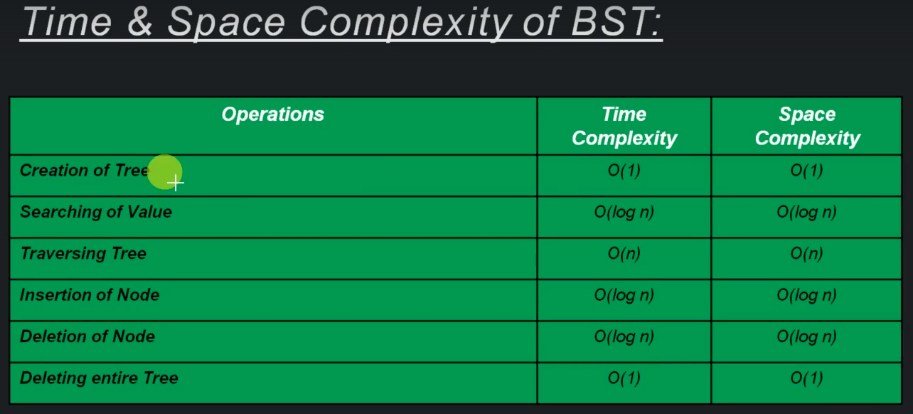 Time & Space Complexity of BST:
Operations Time Complexity Space Complexity
Creation of Tree O(1) O(1)
Searching of Value O(log n) O(log n)
Traversing Tree O(n) O(n)
Insertion of Node O(log n) O(log n)
Deletion of Node O(log n) O(log n)
Deleting entire Tree O(1) O(1)